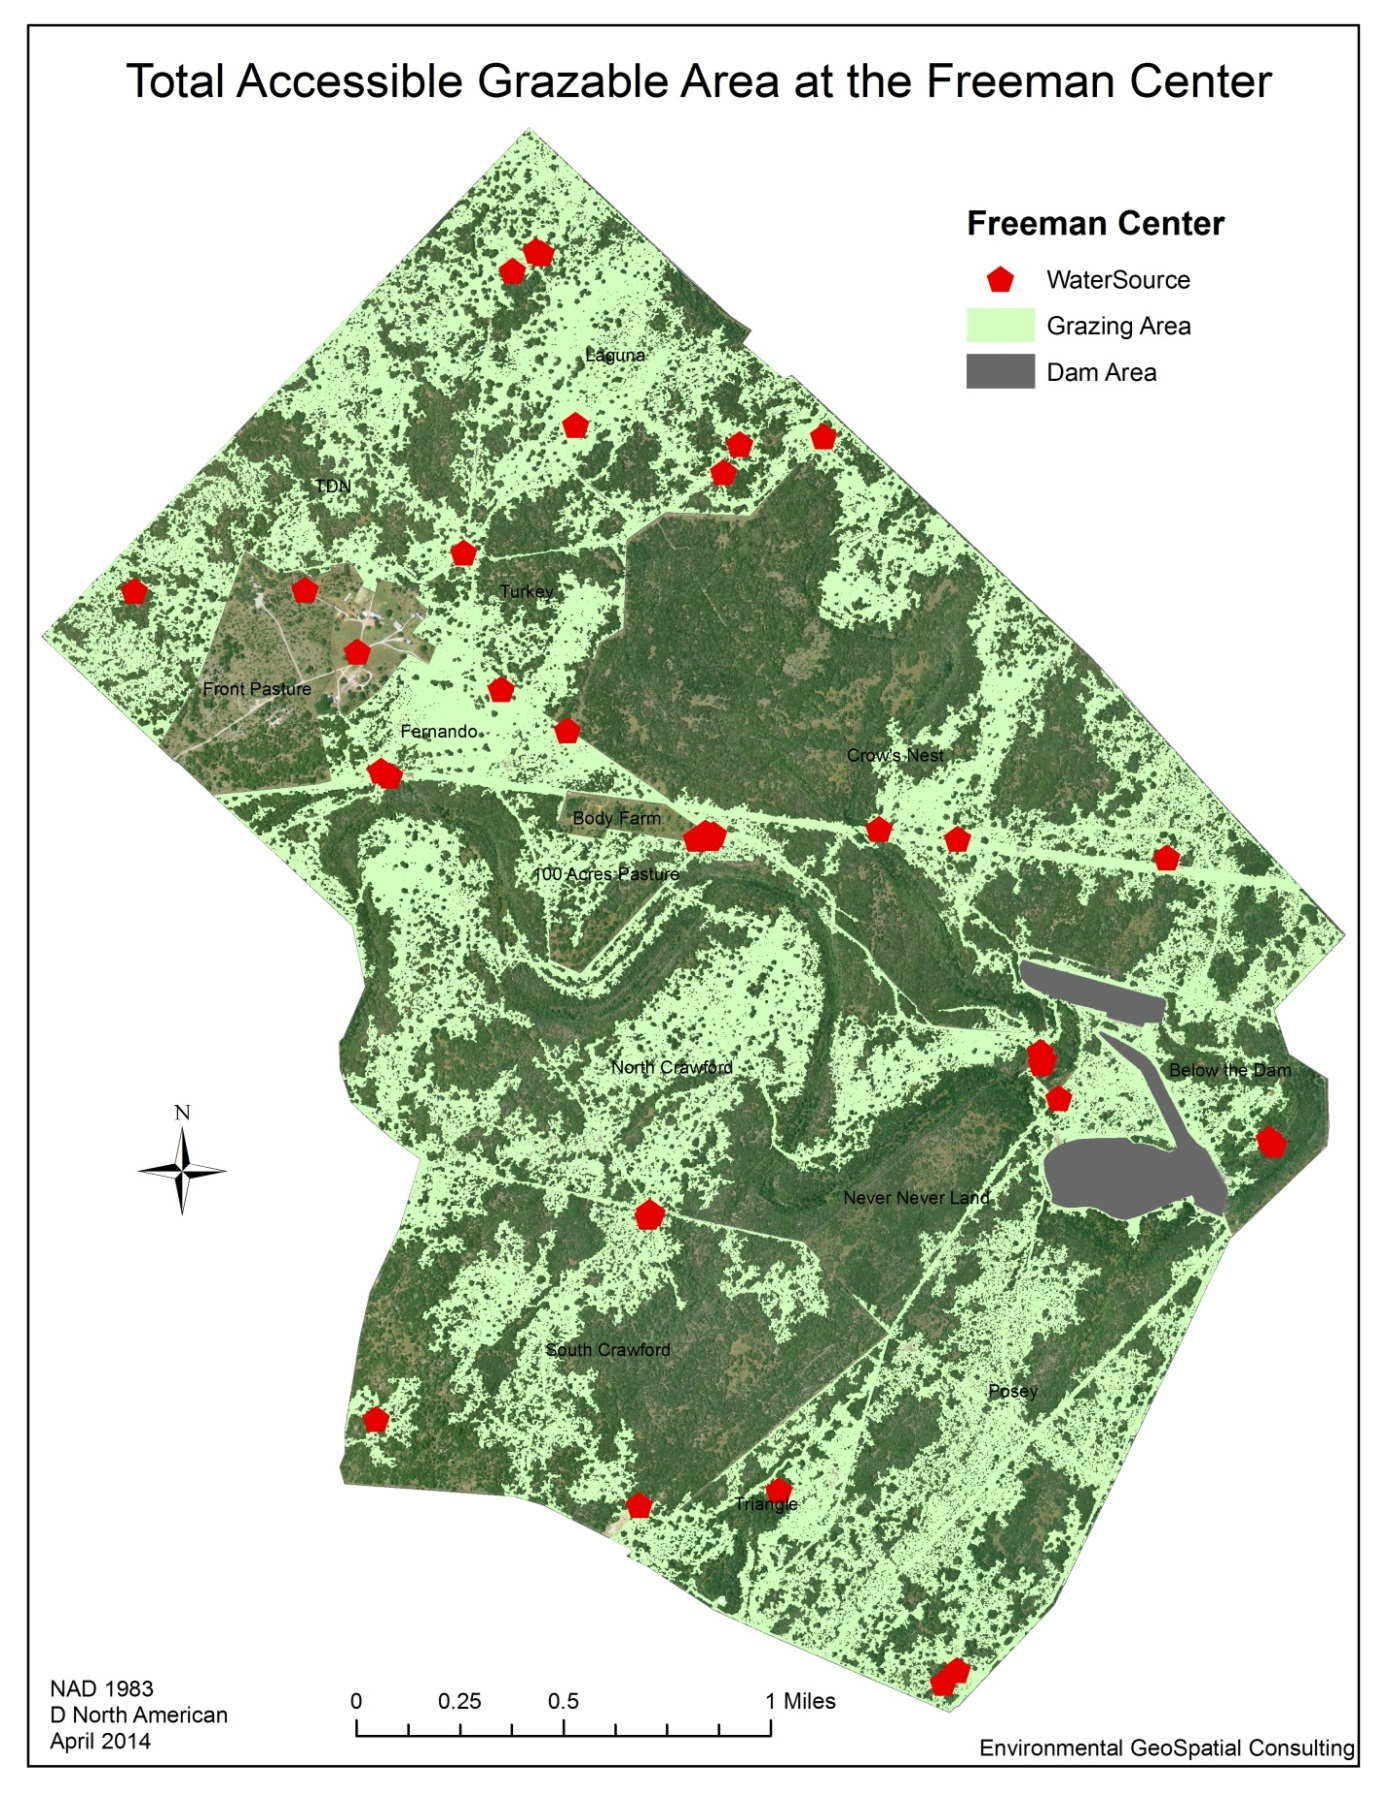 Total Accessible Grazable Area at the Freeman Center
Freeman Center
WaterSource
Grazing Area
Dam Area
Laguna
TDN
Turkey
Front Pasture
Fernando
Crow's Nest
Body Farm
100 Acres Pasture
North Crawford
Below the Dam
N
Never Never Land
South Crawford
Posey
Triangle
NAD 1983
D North American
April 2014
0 0.25 0.5 1 Miles
Environmental GeoSpatial Consulting